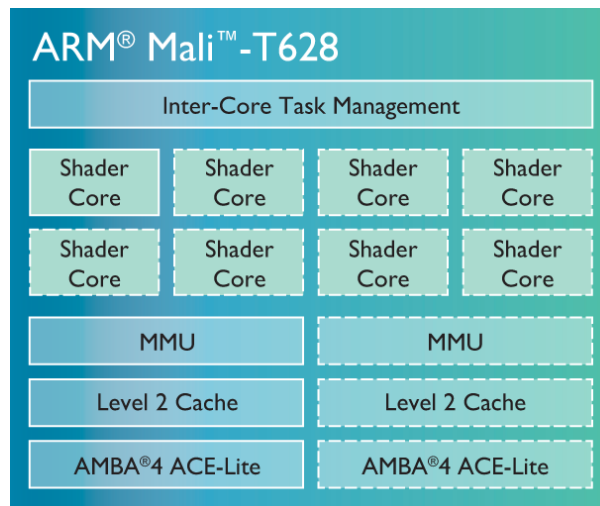 ARM® Mali™-T628
Inter-Core Task Management
Shader Shader Shader Shader
Core Core Core Core
Shader Shader Shader Shader
Core Core Core Core
MMU MMU
Level 2 Cache Level 2 Cache
AMBA®4 ACE-Lite AMBA®4 ACE-Lite